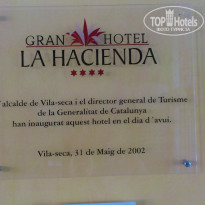 TOP Hotels
GRAN HOTEL
LA HACIENDA
L'alcalde de Vila-seca i el director general de Turisme
de la Generalitat de Catalunya
han inaugurat aquest hotel en el dia d'avui.
Vila-seca, 31 de Maig de 2002